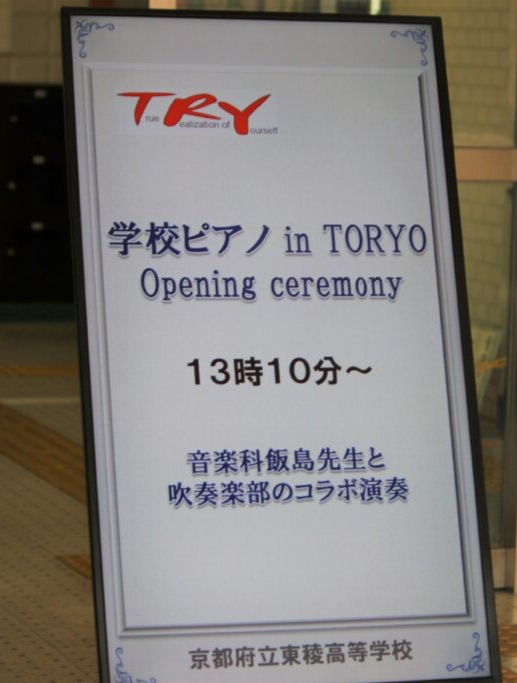 TRY
True Realization of Yourself
学校ピアノ in TORYO
Opening ceremony
13時10分～
音楽科飯島先生と
吹奏楽部のコラボ演奏
京都府立東稜高等学校